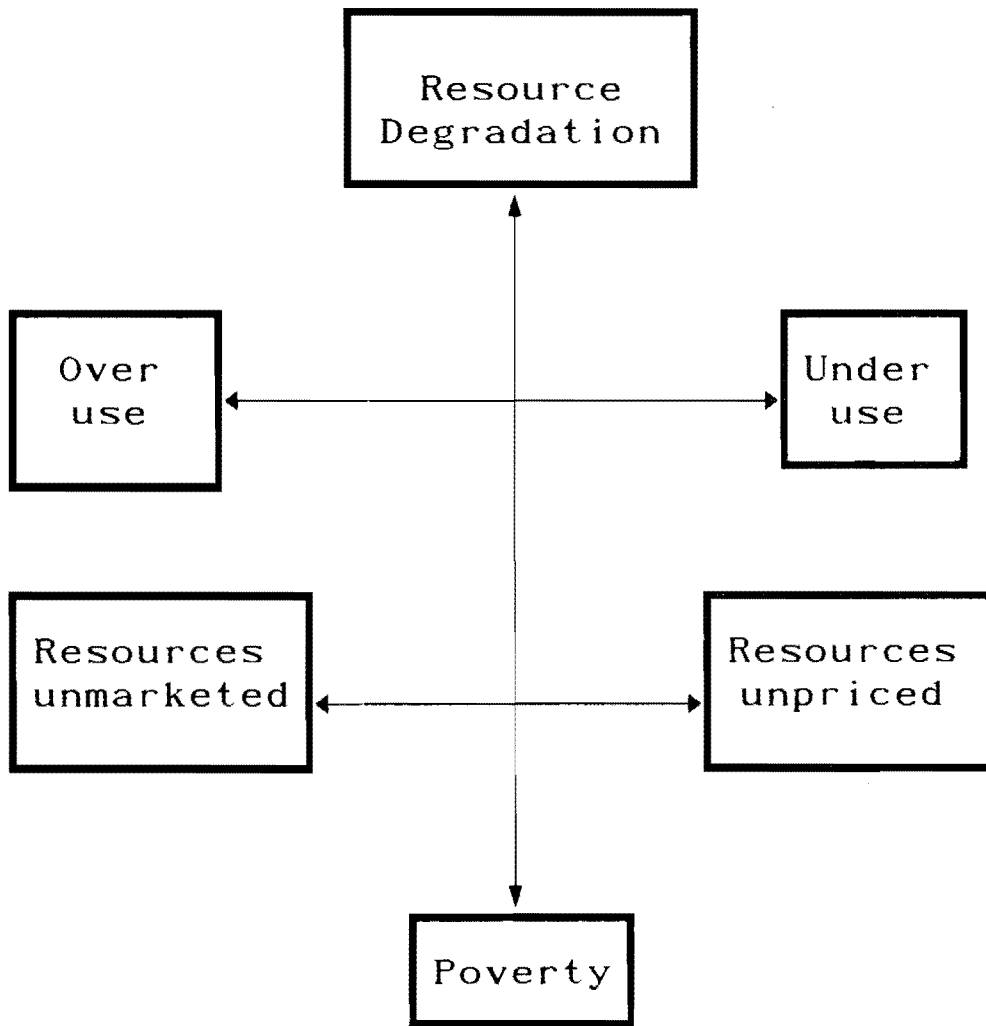 Resource
Degradation
Over
use
Under
use
Resources
unmarketed
Resources
unpriced
Poverty